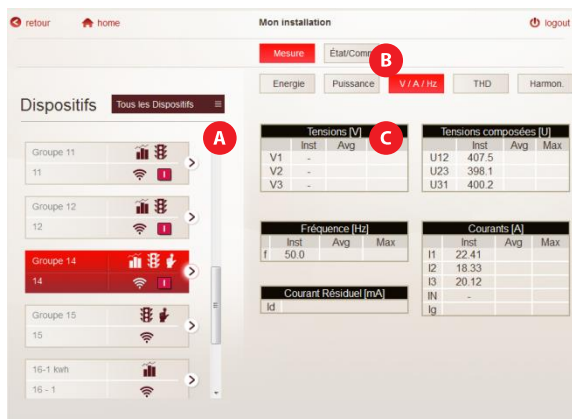 retour home Mon installation logout
Mesure État/Comm
B
Energie Puissance V / A / Hz THD Harmon.
Dispositifs Tous les Dispositifs
A
C
Tensions [V]
Inst Avg
V1 -
V2 -
V3 -
Tensions composées [U]
Inst Avg Max
U12 407.5
U23 398.1
U31 400.2
Groupe 11
11 I
Groupe 12
12 I
Groupe 14
14 I
Groupe 15
15
16-1 kwh
16 - 1
Fréquence [Hz]
Inst Avg Max
f 50.0
Courants [A]
Inst Avg Max
I1 22.41
I2 18.33
I3 20.12
IN -
Ig
Courant Résiduel [mA]
Id